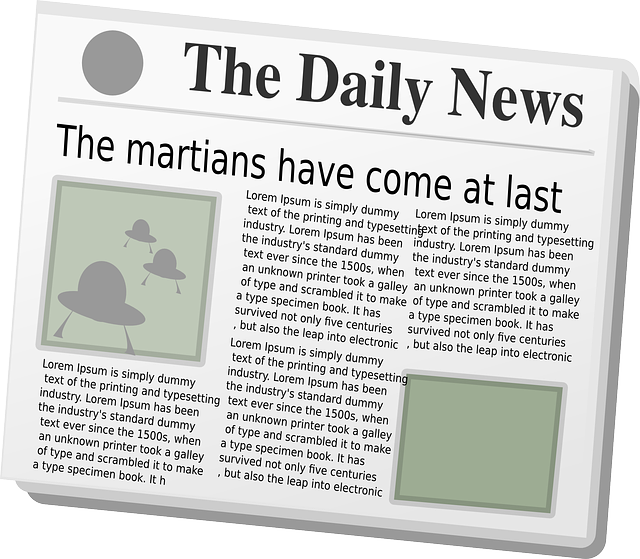 The Daily News
The martians have come at last
Lorem Ipsum is simply dummy
text of the printing and typesetting
industry. Lorem Ipsum has been
the industry's standard dummy
text ever since the 1500s, when
an unknown printer took a galley
of type and scrambled it to make
a type specimen book. It h
Lorem Ipsum is simply dummy
text of the printing and typesetting
industry. Lorem Ipsum has been
the industry's standard dummy
text ever since the 1500s, when
an unknown printer took a galley
of type and scrambled it to make
a type specimen book. It has
survived not only five centuries
, but also the leap into electronic
Lorem Ipsum is simply dummy
text of the printing and typesetting
industry. Lorem Ipsum has been
the industry's standard dummy
text ever since the 1500s, when
an unknown printer took a galley
of type and scrambled it to make
a type specimen book. It has
survived not only five centuries
, but also the leap into electronic
Lorem Ipsum is simply dummy
text of the printing and typesetting
industry. Lorem Ipsum has been
the industry's standard dummy
text ever since the 1500s, when
an unknown printer took a galley
of type and scrambled it to make
a type specimen book. It has
survived not only five centuries
, but also the leap into electronic